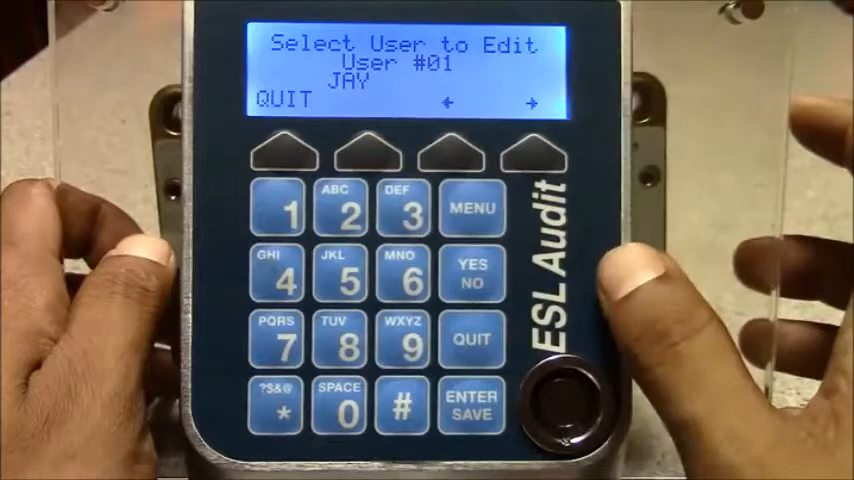 Select User to Edit
User #01
JAY
QUIT ← →
1
ABC 2
DEF 3
MENU
GHI 4
JKL 5
MNO 6
YES NO
PQRS 7
TUV 8
WXYZ 9
QUIT
?$&@ *
SPACE 0
#
ENTER SAVE
ESL Audit